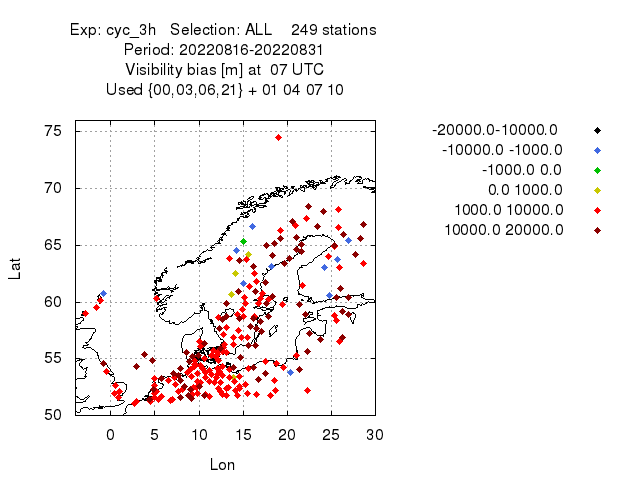 Exp: cyc_3h   Selection: ALL    249 stations
Period: 20220816-20220831
Visibility bias [m] at  07 UTC
Used {00,03,06,21} + 01 04 07 10
-20000.0-10000.0
-10000.0 -1000.0
-1000.0 0.0
0.0 1000.0
1000.0 10000.0
10000.0 20000.0
75
70
65
60
55
50
Lat
0 5 10 15 20 25 30
Lon